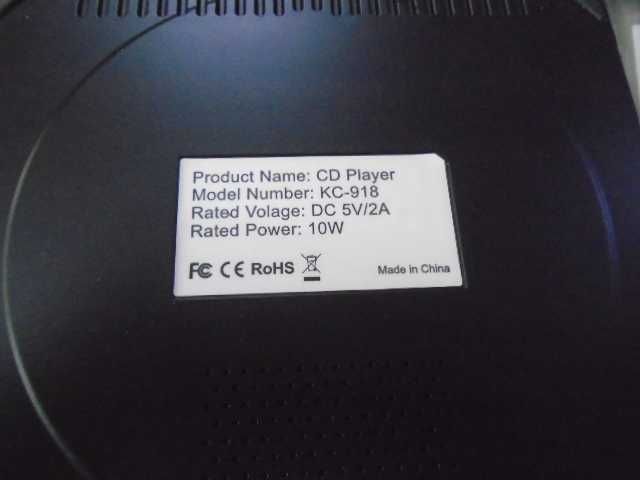 Product Name: CD Player
Model Number: KC-918
Rated Volage: DC 5V/2A
Rated Power: 10W
FC CE RoHS
Made in China